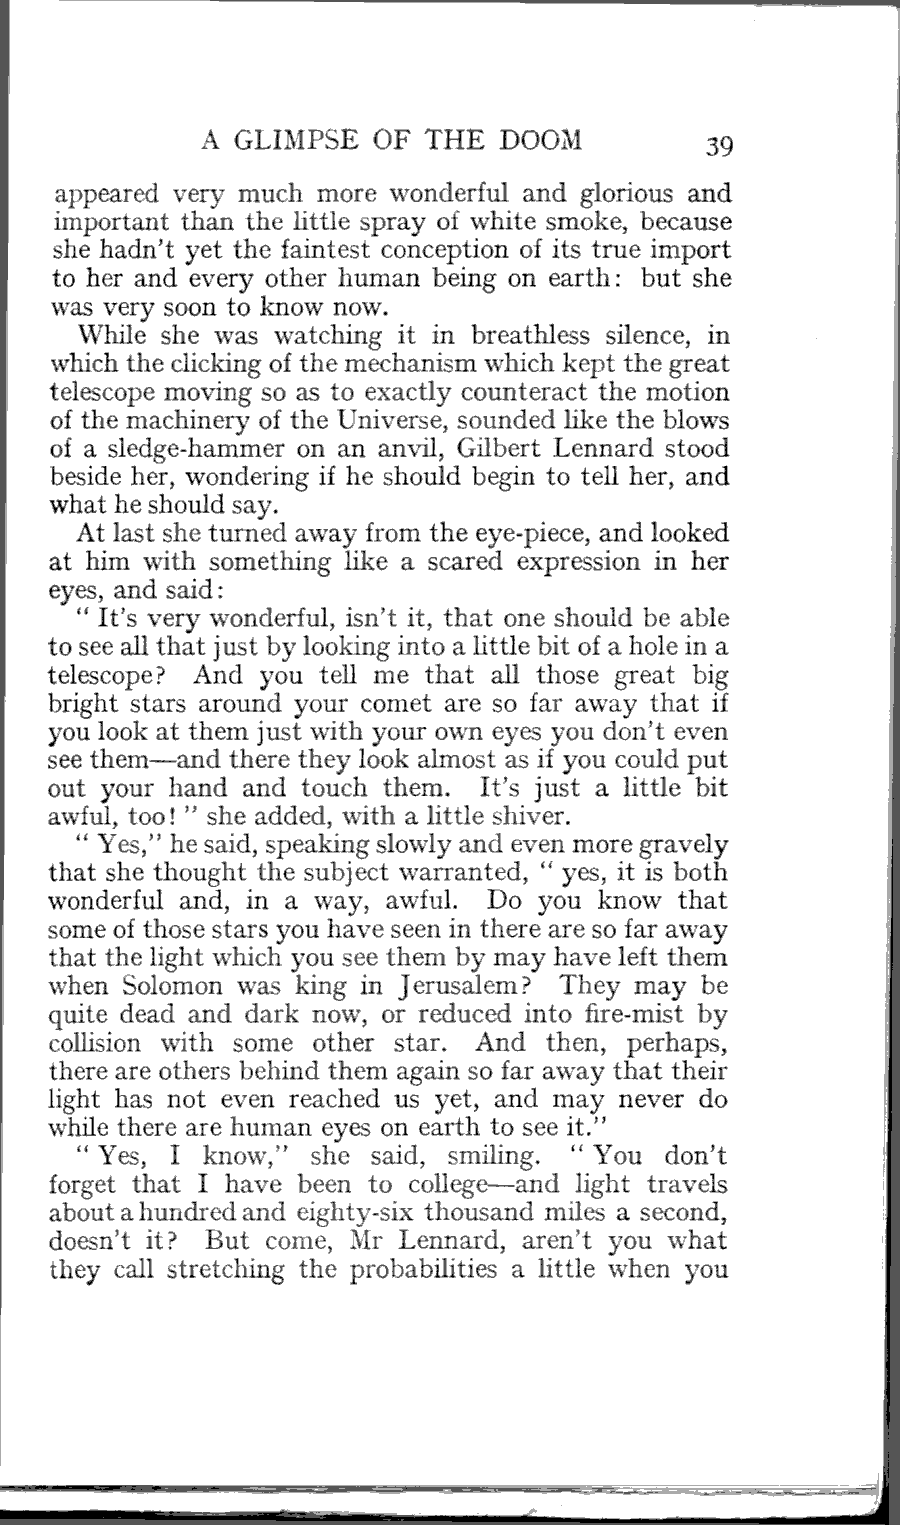 A GLIMPSE OF THE DOOM 39
appeared very much more wonderful and glorious and
important than the little spray of white smoke, because
she hadn't yet the faintest conception of its true import
to her and every other human being on earth: but she
was very soon to know now.
While she was watching it in breathless silence, in
which the clicking of the mechanism which kept the great
telescope moving so as to exactly counteract the motion
of the machinery of the Universe, sounded like the blows
of a sledge-hammer on an anvil, Gilbert Lennard stood
beside her, wondering if he should begin to tell her, and
what he should say.
At last she turned away from the eye-piece, and looked
at him with something like a scared expression in her
eyes, and said:
" It's very wonderful, isn't it, that one should be able
to see all that just by looking into a little bit of a hole in a
telescope? And you tell me that all those great big
bright stars around your comet are so far away that if
you look at them just with your own eyes you don't even
see them—and there they look almost as if you could put
out your hand and touch them. It's just a little bit
awful, too! " she added, with a little shiver.
" Yes," he said, speaking slowly and even more gravely
that she thought the subject warranted, " yes, it is both
wonderful and, in a way, awful. Do you know that
some of those stars you have seen in there are so far away
that the light which you see them by may have left them
when Solomon was king in Jerusalem? They may be
quite dead and dark now, or reduced into fire-mist by
collision with some other star. And then, perhaps,
there are others behind them again so far away that their
light has not even reached us yet, and may never do
while there are human eyes on earth to see it."
" Yes, I know," she said, smiling. " You don't
forget that I have been to college—and light travels
about a hundred and eighty-six thousand miles a second,
doesn't it? But come, Mr Lennard, aren't you what
they call stretching the probabilities a little when you